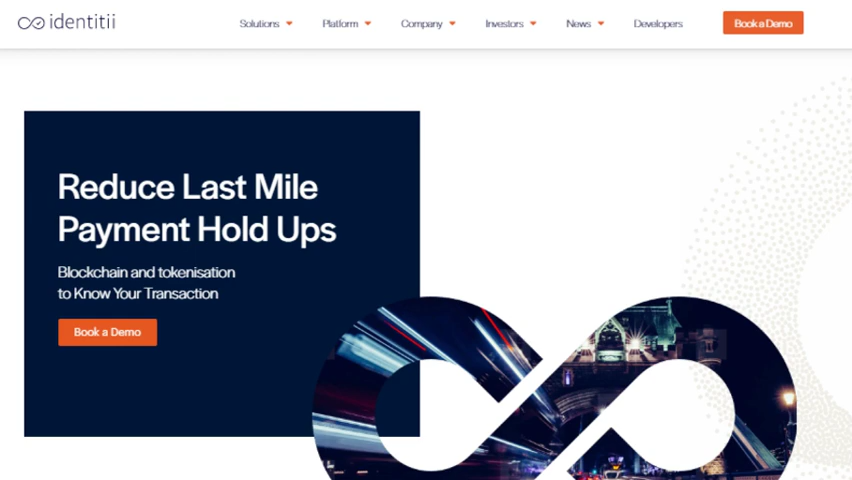 identitii
Solutions
Platform
Company
Investors
News
Developers
Book a Demo
Reduce Last Mile
Payment Hold Ups
Blockchain and tokenisation
to Know Your Transaction
Book a Demo